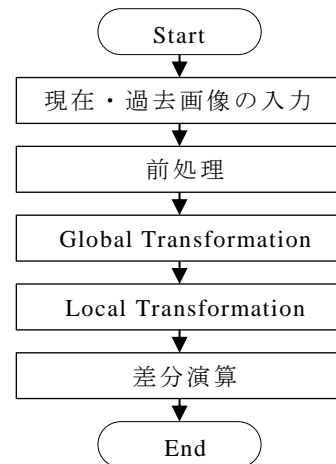 Start
現在・過去画像の入力
前処理
Global Transformation
Local Transformation
差分演算
End